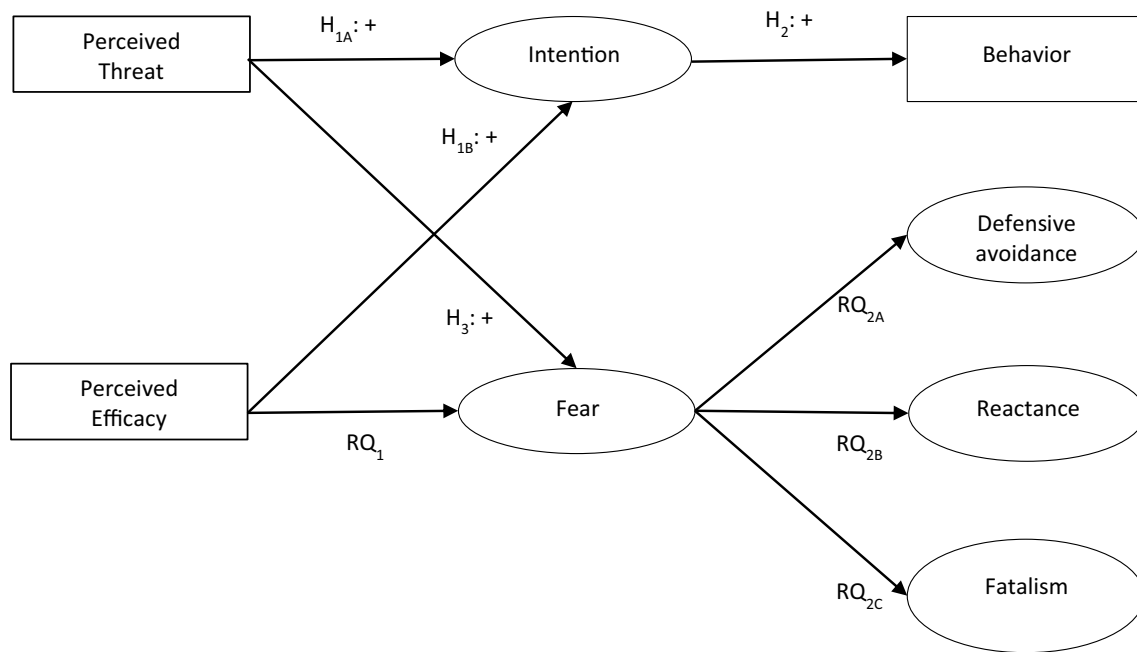 Perceived
Threat
H1A: +
Intention
H2: +
Behavior
H1B: +
Defensive
avoidance
H3: +
RQ2A
Perceived
Efficacy
RQ1
Fear
RQ2B
Reactance
RQ2C
Fatalism